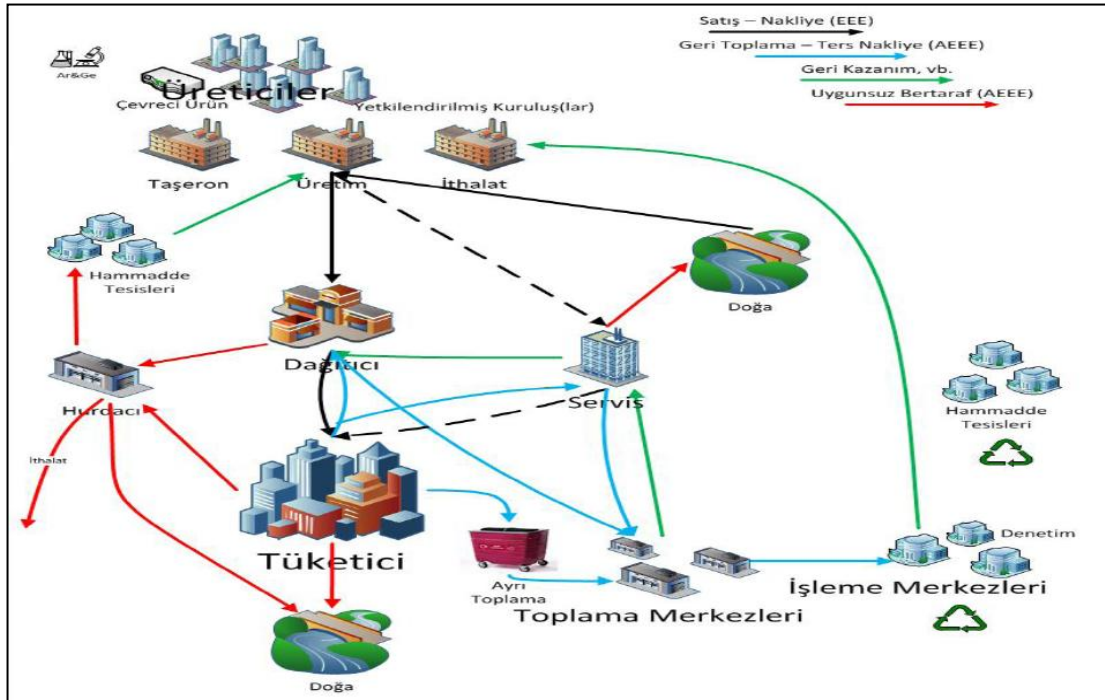 Satış – Nakliye (EEE)
Geri Toplama – Ters Nakliye (AEEE)
Geri Kazanım, vb.
Uygunsuz Bertaraf (AEEE)
Ar&Ge
Üreticiler
Çevreci Ürün
Yetkilendirilmiş Kuruluş(lar)
Taşeron
Üretim
İthalat
Hammadde
Tesisleri
Doğa
Dağıtıcı
Servis
Hurdacı
Hammadde
Tesisleri
İthalat
Tüketici
Ayrı
Toplama
Toplama Merkezleri
Denetim
İşleme Merkezleri
Doğa